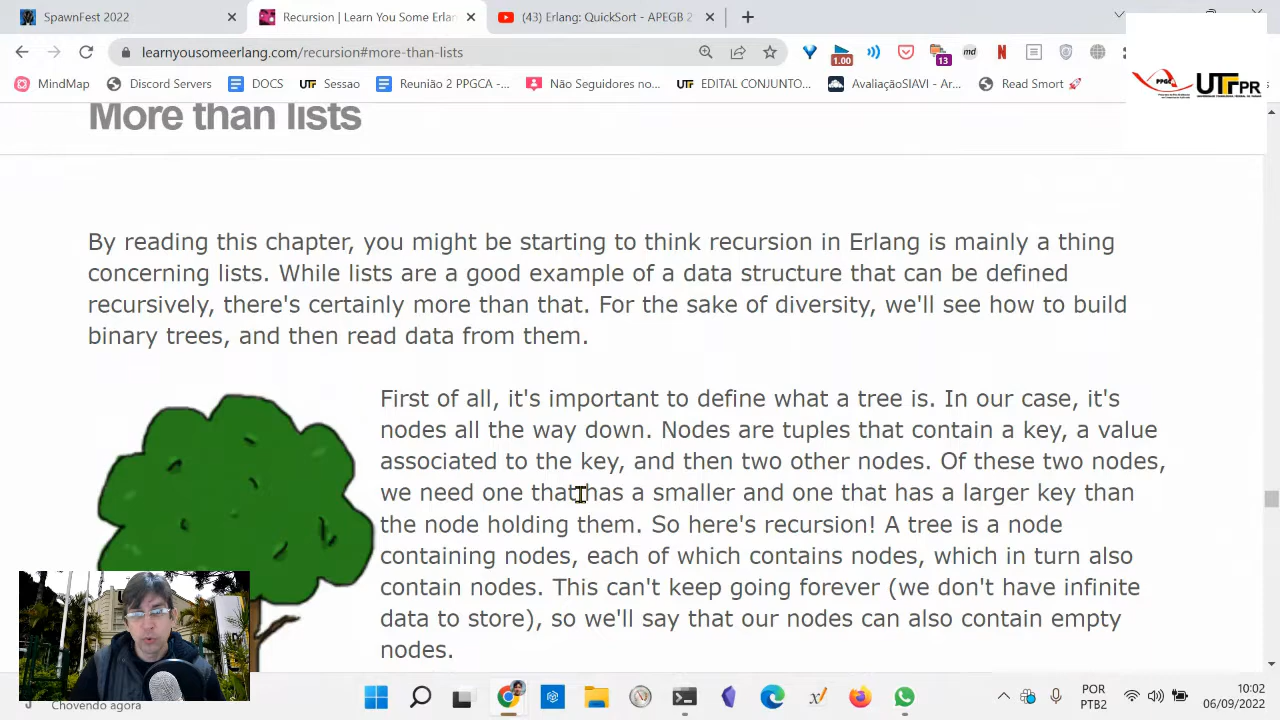 SpawnFest 2022
Recursion | Learn You Some Erlan
(43) Erlang: QuickSort - APEGB 2
learnyousomeerlang.com/recursion#more-than-lists
1.00
13
md
N
MindMap
Discord Servers
DOCS
UTF Sessao
Reunião 2 PESCA -...
Não Seguidores no...
UTF EDITAL CONJUNTO...
AvaliaçãoSIAVI - Ar...
Read Smort 🚀
UTFPR
More than lists
By reading this chapter, you might be starting to think recursion in Erlang is mainly a thing
concerning lists. While lists are a good example of a data structure that can be defined
recursively, there's certainly more than that. For the sake of diversity, we'll see how to build
binary trees, and then read data from them.
First of all, it's important to define what a tree is. In our case, it's
nodes all the way down. Nodes are tuples that contain a key, a value
associated to the key, and then two other nodes. Of these two nodes,
we need one that has a smaller and one that has a larger key than
the node holding them. So here's recursion! A tree is a node
containing nodes, each of which contains nodes, which in turn also
contain nodes. This can't keep going forever (we don't have infinite
data to store), so we'll say that our nodes can also contain empty
nodes.
Chovendo agora
POR
PTB2
10:02
06/09/2022